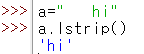 >>> a="   hi"
>>> a.lstrip()
'hi'